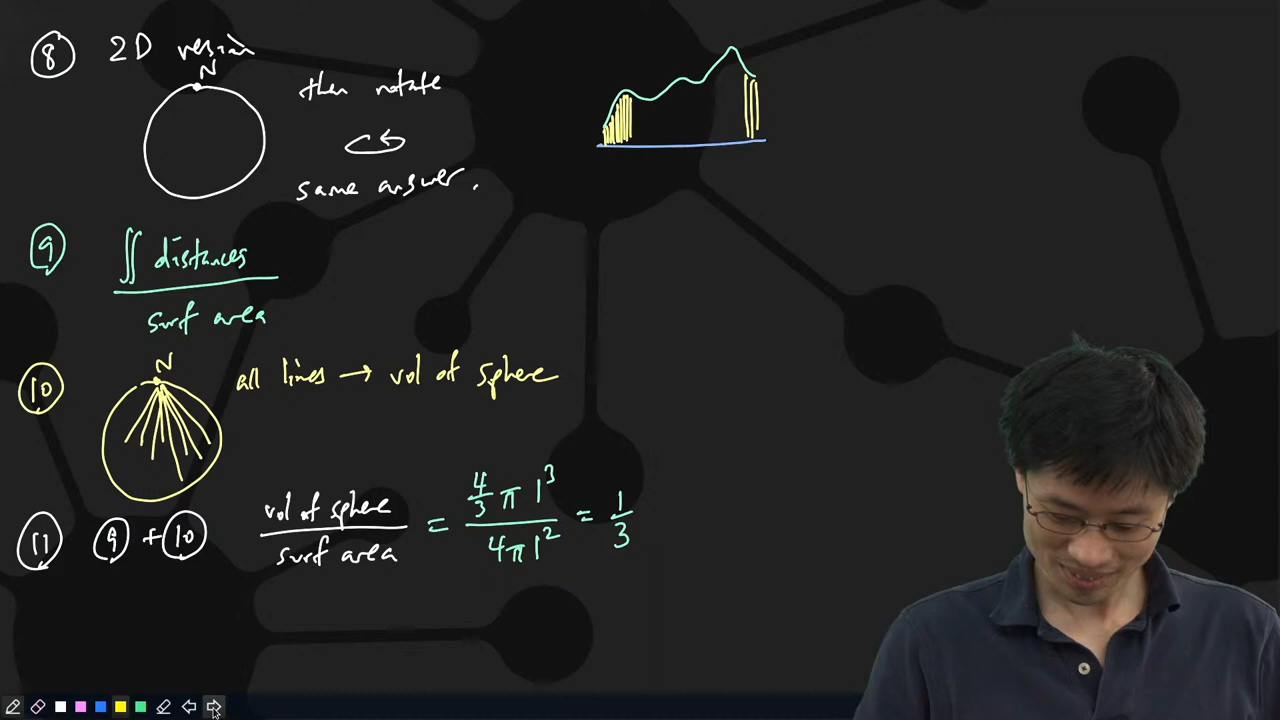 ⑧ 2D version
N
then rotate
same answer.
⑨ ∬ distances
surf area
⑩ N all lines → vol of sphere
⑪ ⑨ + ⑩ vol of sphere / surf area = 4/3 π 1³ / 4π 1² = 1/3